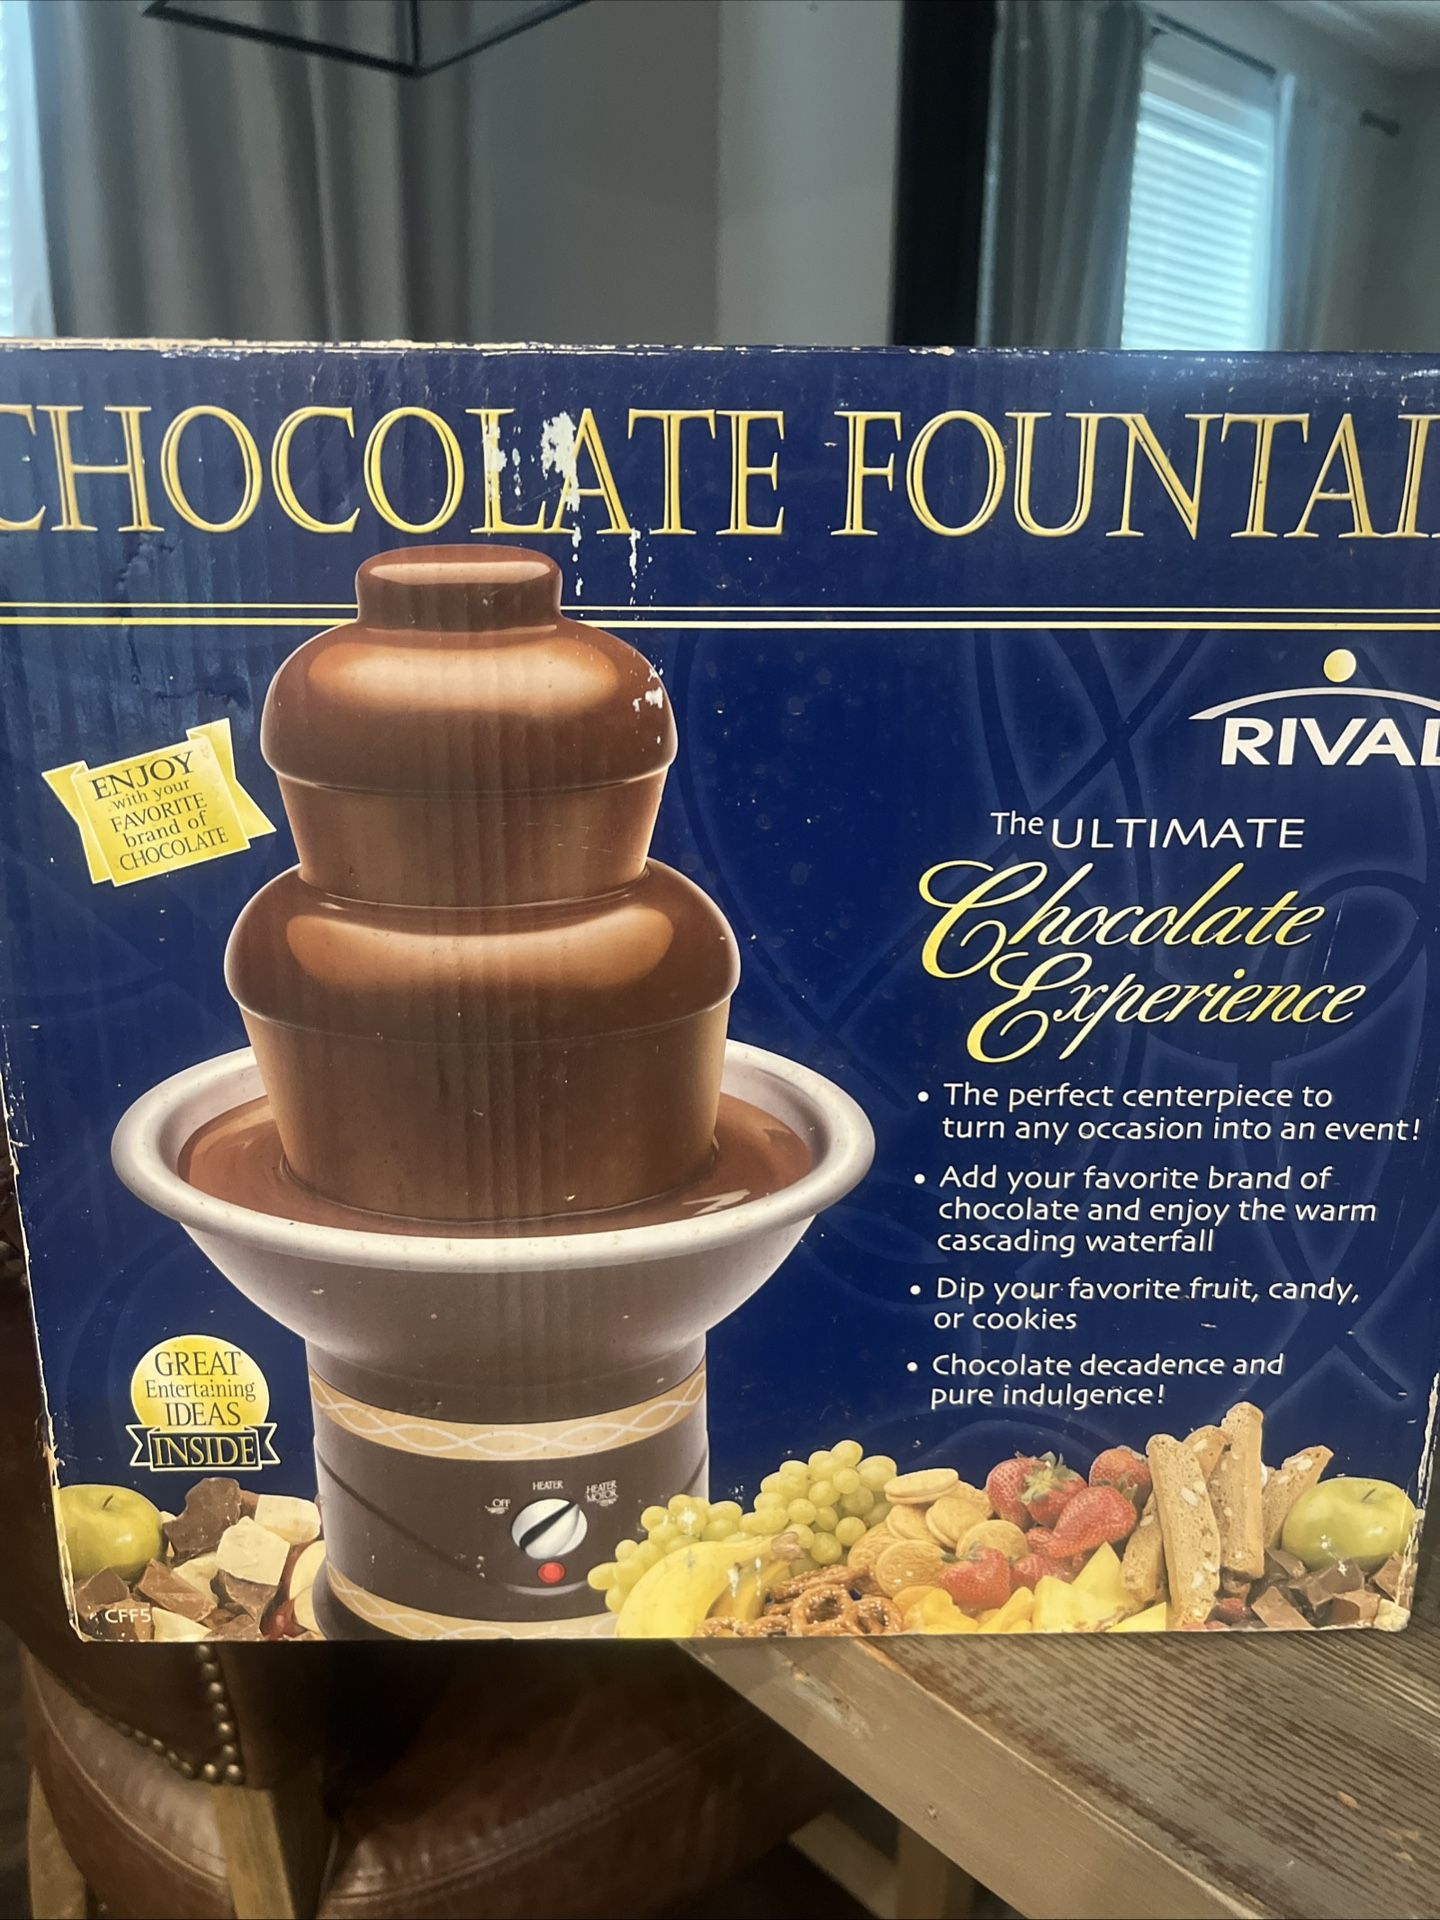 CHOCOLATE FOUNTAI
RIVAL
ENJOY
with your
FAVORITE
brand of
CHOCOLATE
The ULTIMATE
Chocolate
Experience
• The perfect centerpiece to
turn any occasion into an event!
• Add your favorite brand of
chocolate and enjoy the warm
cascading waterfall
• Dip your favorite fruit, candy,
or cookies
• Chocolate decadence and
pure indulgence!
GREAT
Entertaining
IDEAS
INSIDE
OFF
HEATER
HEATER
MOTOR
CFF5